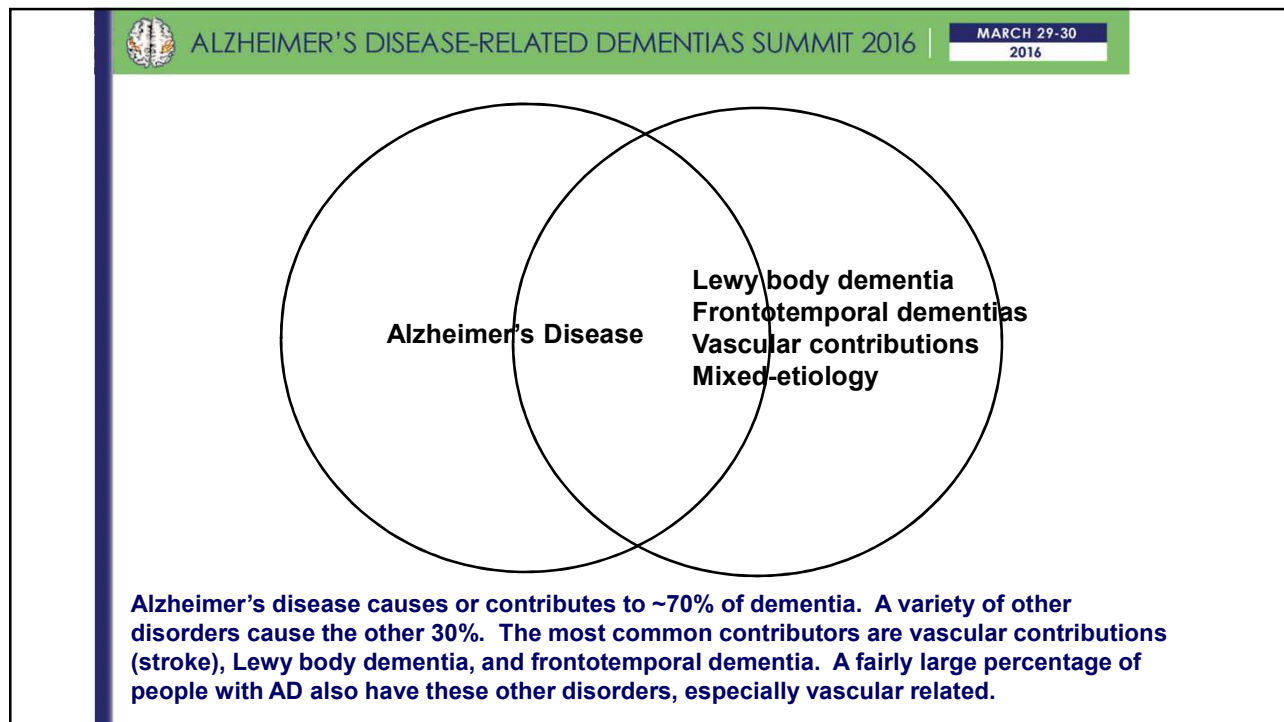 ALZHEIMER'S DISEASE-RELATED DEMENTIAS SUMMIT 2016
MARCH 29-30
2016
Alzheimer's Disease
Lewy body dementia
Frontotemporal dementias
Vascular contributions
Mixed-etiology
Alzheimer's disease causes or contributes to ~70% of dementia.  A variety of other
disorders cause the other 30%.  The most common contributors are vascular contributions
(stroke), Lewy body dementia, and frontotemporal dementia.  A fairly large percentage of
people with AD also have these other disorders, especially vascular related.